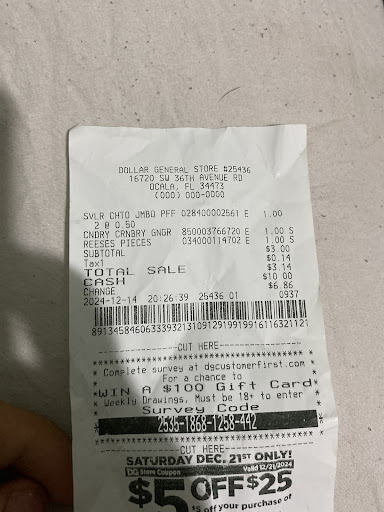 DOLLAR GENERAL STORE #25436
16720 SW 36TH AVENUE RD
OCALA, FL 34473
(000) 000-0000
SVLR CHTO JMBO PFF 028400002561 E 1.00
2 @ 0.50
CNDRY CRNBRY GNGR 850003766720 E 1.00 S
REESES PIECES 034000114702 E 1.00 S
SUBTOTAL $3.00
Tax1 $0.14
TOTAL SALE $3.14
CASH $10.00
CHANGE $6.86
2024-12-14 20:26:39 25436 01 0937
CUT HERE
Complete survey at dgcustomerfirst.com
For a chance to
WIN A $100 Gift Card
Weekly Drawings, Must be 18+ to enter
Survey Code
2535-1868-1258-442
CUT HERE
SATURDAY DEC. 21ST ONLY!
DG Store Coupon Valid 12/21/2024
$5 OFF $25
off your purchase of